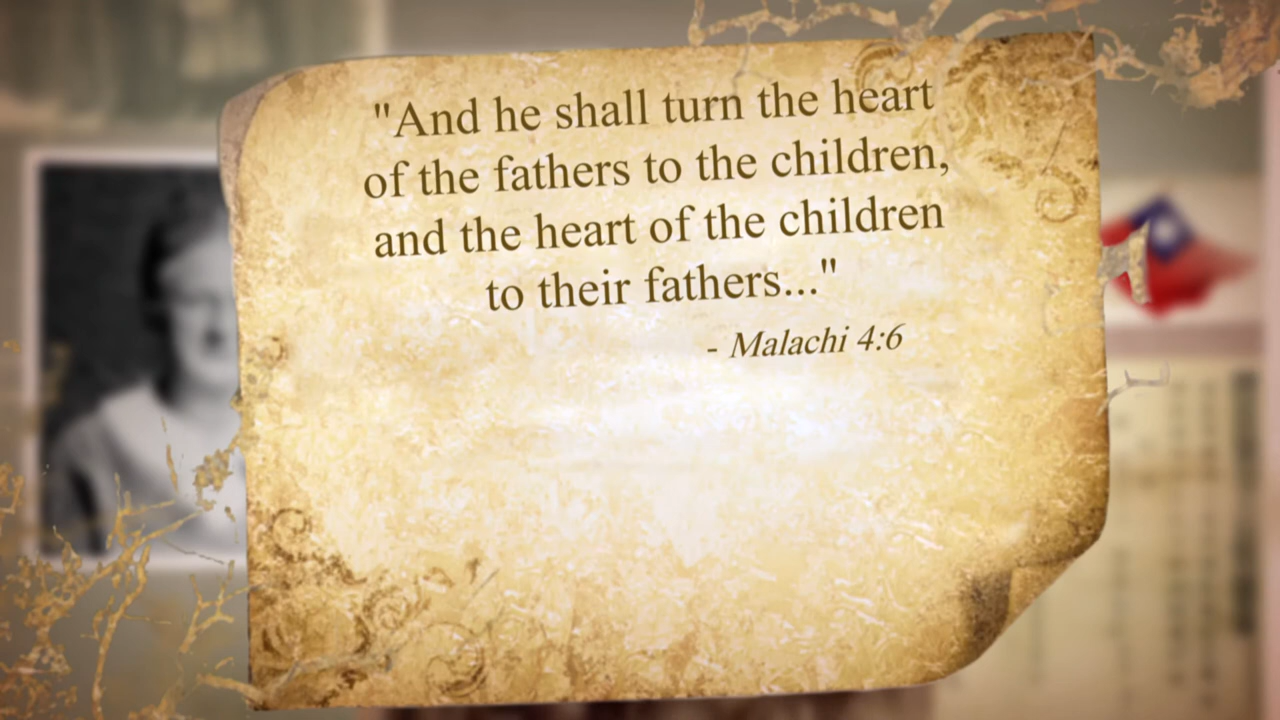 "And he shall turn the heart
of the fathers to the children,
and the heart of the children
to their fathers..."
- Malachi 4:6